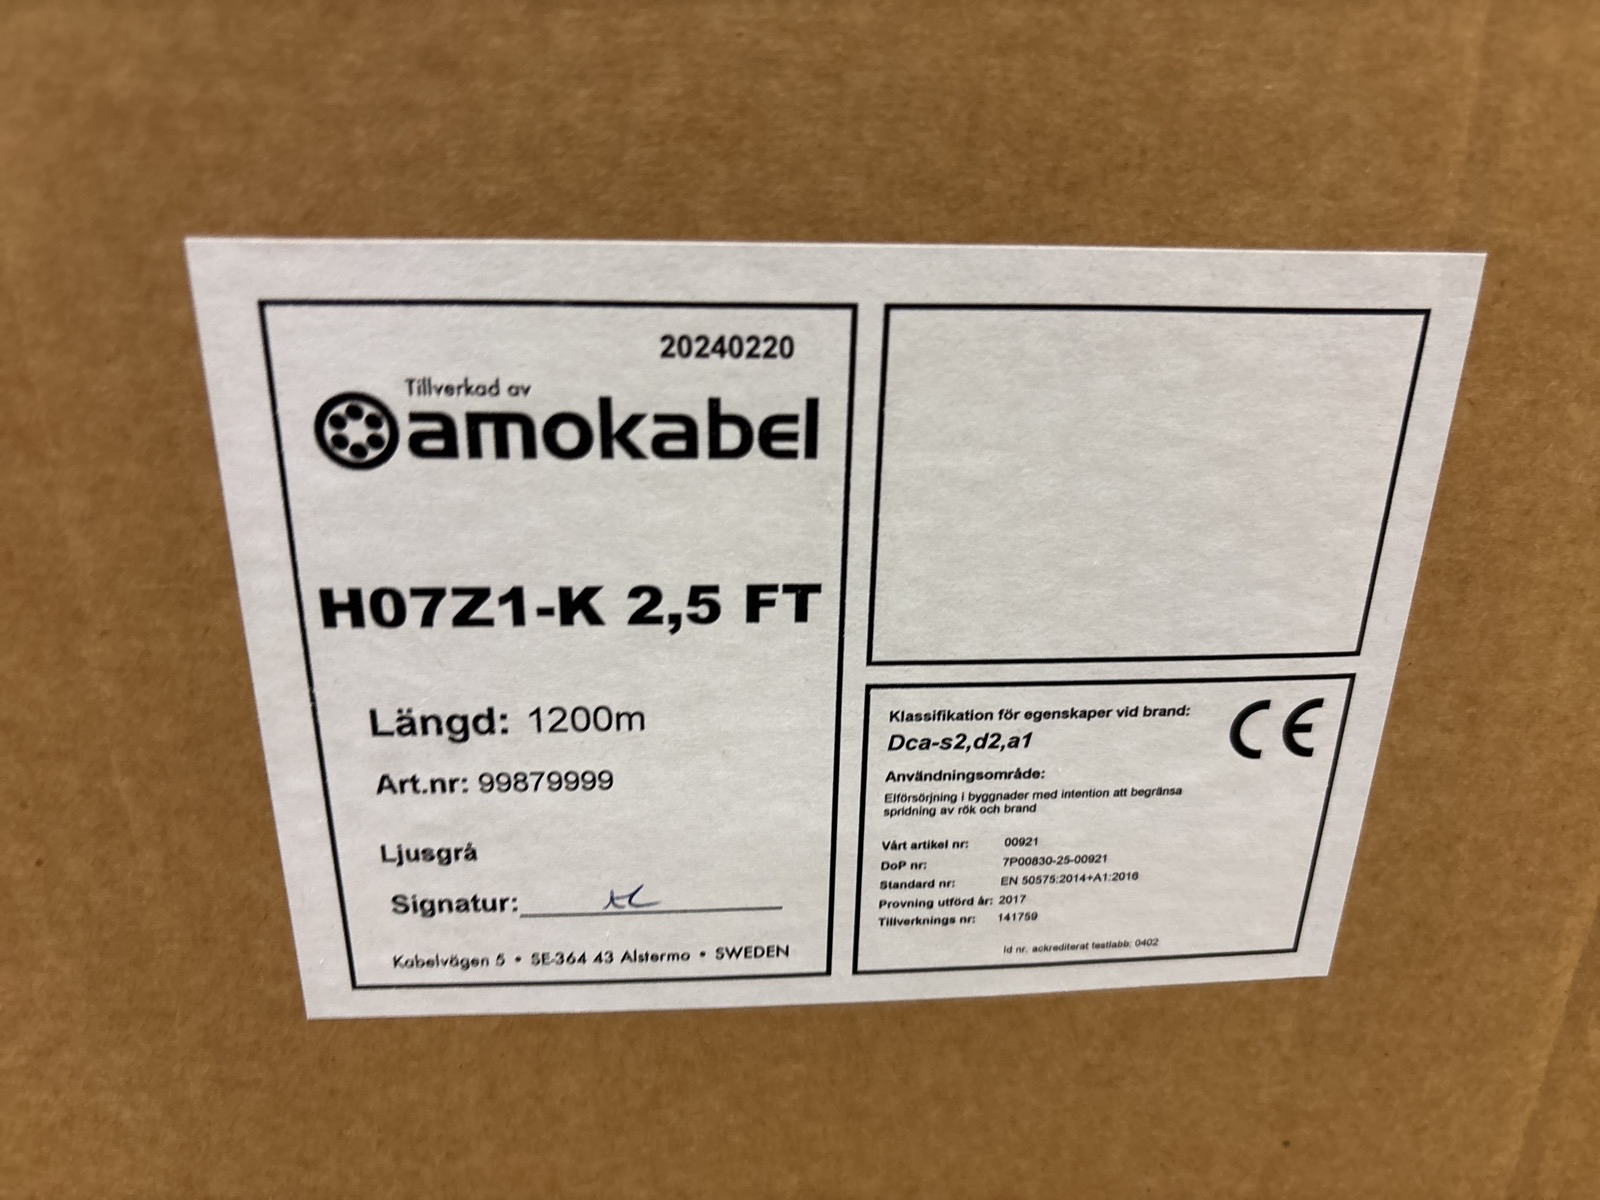 20240220
Tillverkad av
amokabel
H07Z1-K 2,5 FT
Längd: 1200m
Art.nr: 99879999
Ljusgrå
Signatur:
Kabelvägen 5 • SE-364 43 Alstermo • SWEDEN
Klassifikation för egenskaper vid brand:
Dca-s2,d2,a1
CE
Användningsområde:
Elförsörjning i byggnader med intention att begränsa
spridning av rök och brand
Vårt artikel nr: 00921
DoP nr: 7P00830-25-00921
Standard nr: EN 50575:2014+A1:2016
Provning utförd år: 2017
Tillverknings nr: 141759
Id nr. ackrediterat testlabb: 0402